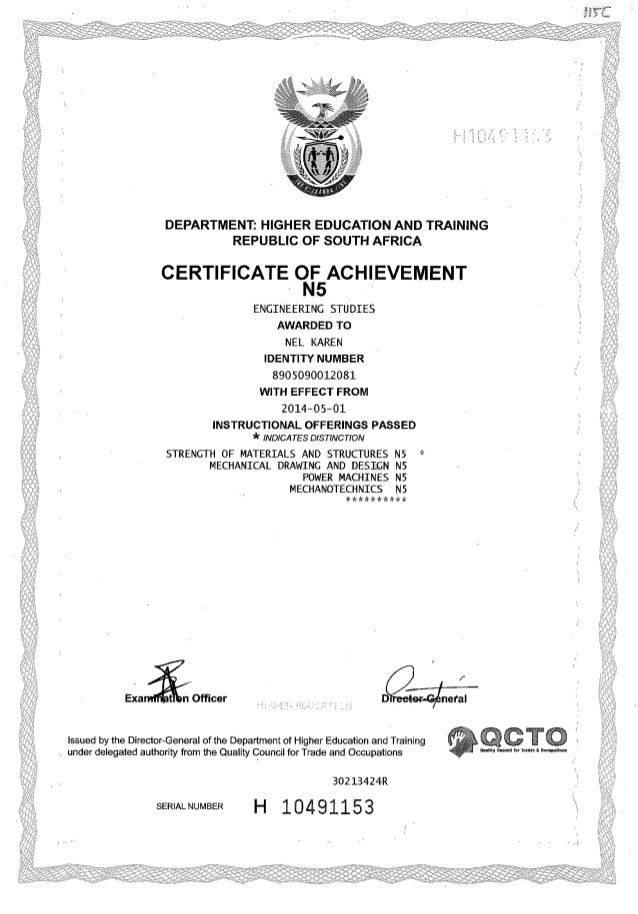 115C
H10491153
DEPARTMENT: HIGHER EDUCATION AND TRAINING
REPUBLIC OF SOUTH AFRICA
CERTIFICATE OF ACHIEVEMENT
N5
ENGINEERING STUDIES
AWARDED TO
NEL KAREN
IDENTITY NUMBER
8905090012081
WITH EFFECT FROM
2014-05-01
INSTRUCTIONAL OFFERINGS PASSED
* INDICATES DISTINCTION
STRENGTH OF MATERIALS AND STRUCTURES N5 *
MECHANICAL DRAWING AND DESIGN N5
POWER MACHINES N5
MECHANOTECHNICS N5
**********
Examination Officer
Director-General
HIGHER EDUCATION
Issued by the Director-General of the Department of Higher Education and Training
under delegated authority from the Quality Council for Trade and Occupations
QCTO
Quality Council for Trades & Occupations
30213424R
SERIAL NUMBER H 10491153